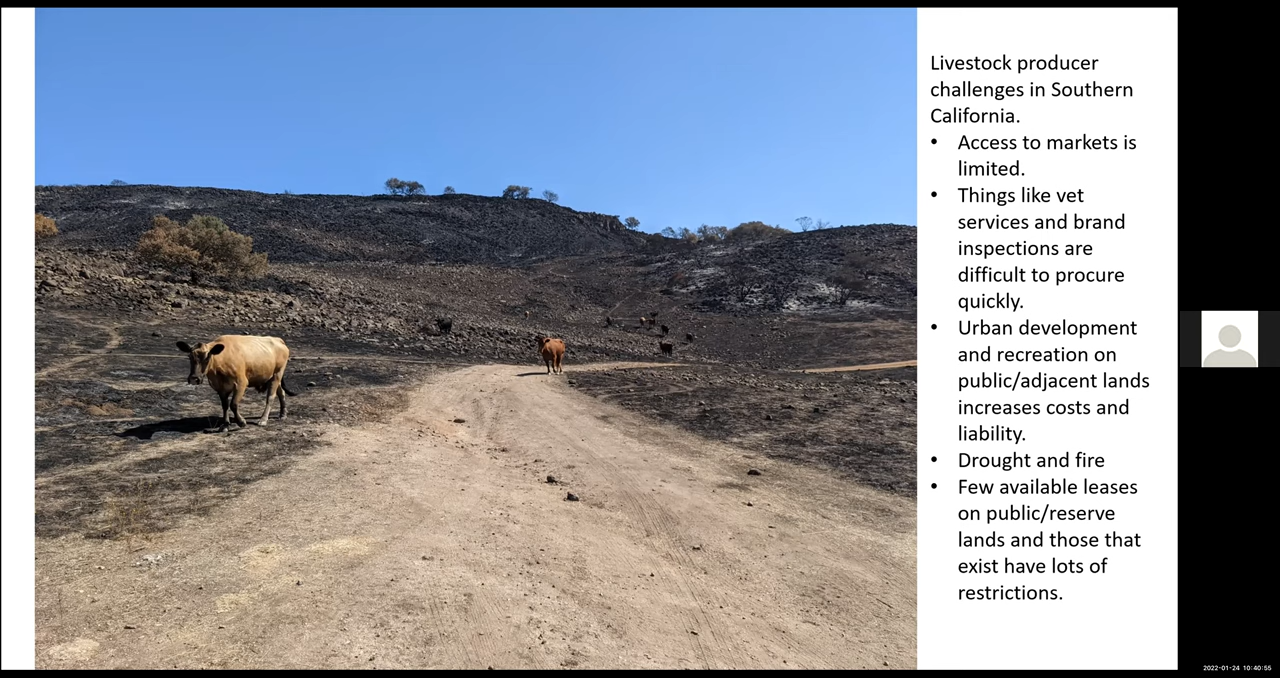 Livestock producer
challenges in Southern
California.
• Access to markets is
limited.
• Things like vet
services and brand
inspections are
difficult to procure
quickly.
• Urban development
and recreation on
public/adjacent lands
increases costs and
liability.
• Drought and fire
• Few available leases
on public/reserve
lands and those that
exist have lots of
restrictions.
2022-01-24 10:40:55